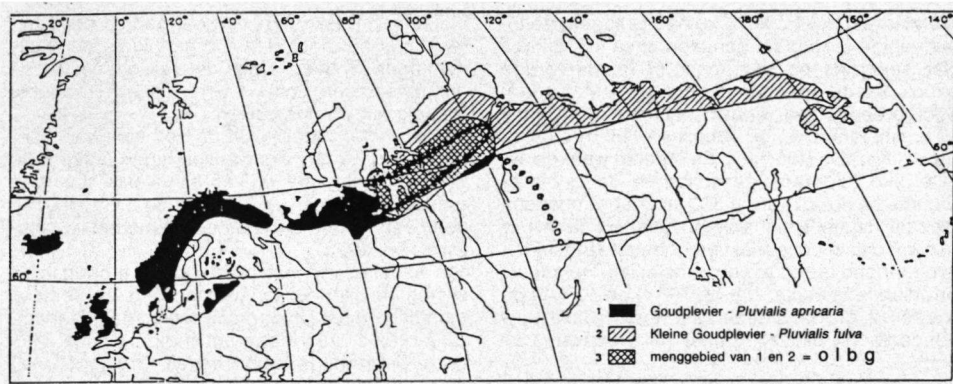 20° 0° 20° 40° 60° 80° 100° 120° 140° 160° 180° 160° 140°
60°
60°
1 Goudplevier - Pluvialis apricaria
2 Kleine Goudplevier - Pluvialis fulva
3 menggebied van 1 en 2 = o l b g